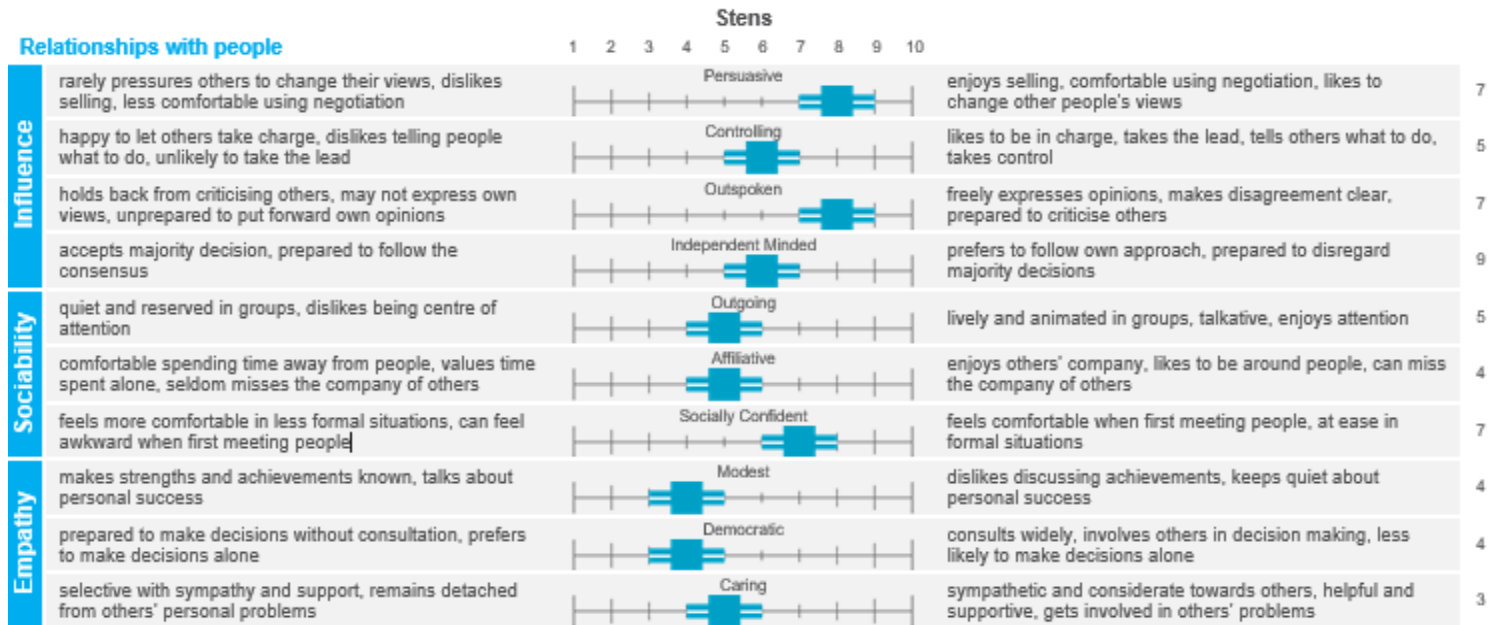 Stens
Relationships with people
1 2 3 4 5 6 7 8 9 10
Influence
rarely pressures others to change their views, dislikes
selling, less comfortable using negotiation
Persuasive
enjoys selling, comfortable using negotiation, likes to
change other people's views
7
happy to let others take charge, dislikes telling people
what to do, unlikely to take the lead
Controlling
likes to be in charge, takes the lead, tells others what to do,
takes control
5
holds back from criticising others, may not express own
views, unprepared to put forward own opinions
Outspoken
freely expresses opinions, makes disagreement clear,
prepared to criticise others
7
accepts majority decision, prepared to follow the
consensus
Independent Minded
prefers to follow own approach, prepared to disregard
majority decisions
9
Sociability
quiet and reserved in groups, dislikes being centre of
attention
Outgoing
lively and animated in groups, talkative, enjoys attention
5
comfortable spending time away from people, values time
spent alone, seldom misses the company of others
Affiliative
enjoys others' company, likes to be around people, can miss
the company of others
4
feels more comfortable in less formal situations, can feel
awkward when first meeting people
Socially Confident
feels comfortable when first meeting people, at ease in
formal situations
7
Empathy
makes strengths and achievements known, talks about
personal success
Modest
dislikes discussing achievements, keeps quiet about
personal success
4
prepared to make decisions without consultation, prefers
to make decisions alone
Democratic
consults widely, involves others in decision making, less
likely to make decisions alone
4
selective with sympathy and support, remains detached
from others' personal problems
Caring
sympathetic and considerate towards others, helpful and
supportive, gets involved in others' problems
3